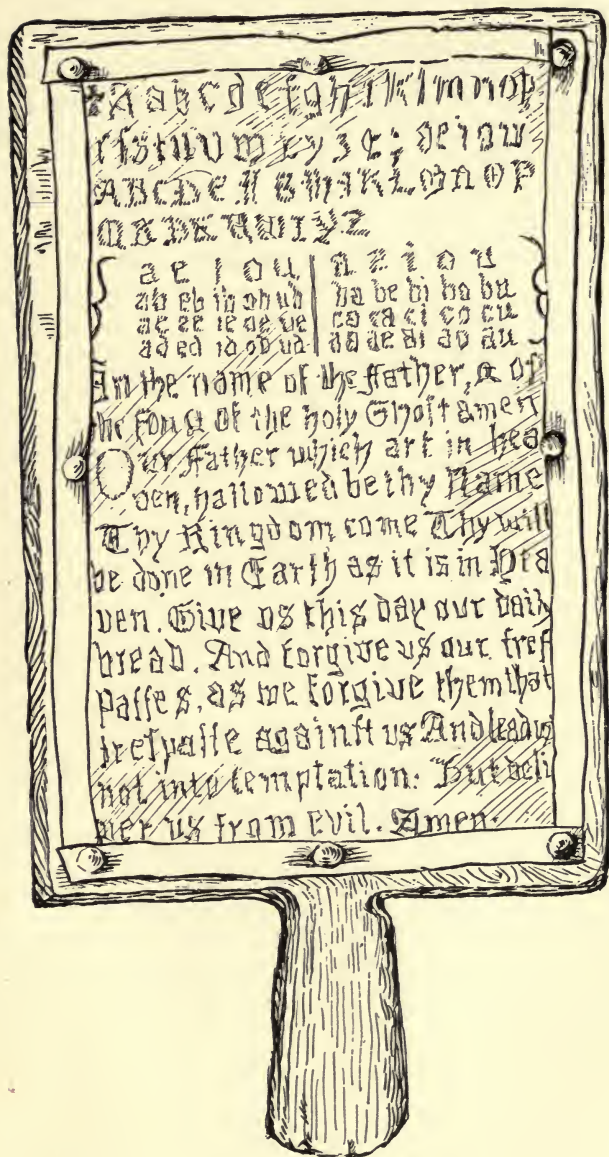 A a b c d e f g h i k l m n o p
r ſ s t u v w x y z & ; a e i o u
A B C D E F G H I K L M N O P
Q R S T U W X Y Z
a e i o u | a e i o u
ab eb ib ob ub | ba be bi bo bu
ac ec ic oc uc | ca ce ci co cu
ad ed id od ud | da de di do du
In the name of the Father, & of
the ſon & of the holy Ghoſt amen
Our Father which art in hea
ven, hallowed be thy Name
Thy Kingdom come Thy will
be done in Earth as it is in Hea
ven. Give us this day our daily
bread. And forgive us our treſ
Paſſes, as we forgive them that
treſpaſſe againſt us And lead us
not into temptation: But deli
ver us from evil. Amen.